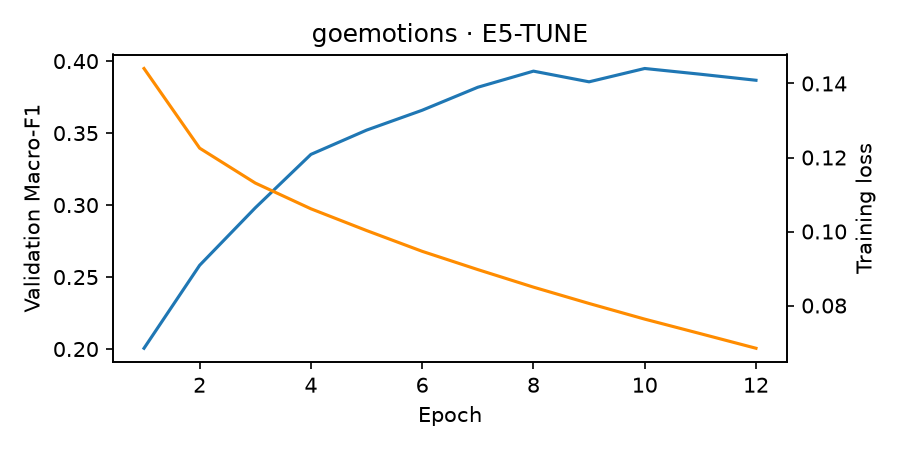 goemotions · E5-TUNE
Validation Macro-F1
0.40
0.35
0.30
0.25
0.20
0.14
0.12
0.10
0.08
Training loss
2 4 6 8 10 12
Epoch